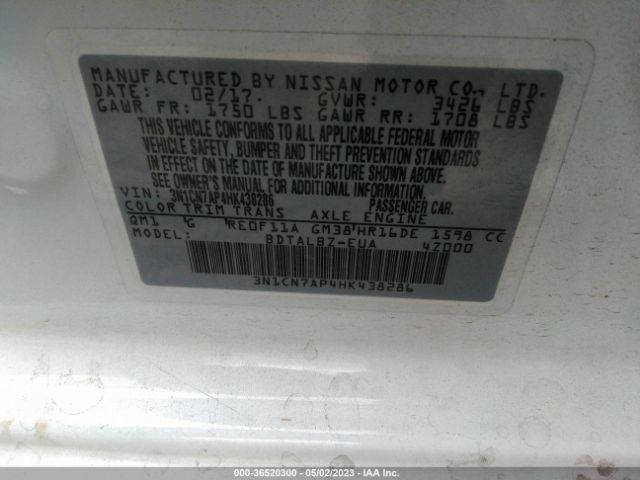 MANUFACTURED BY NISSAN MOTOR CO., LTD.
DATE: 02/17. GVWR: 3426 LBS
GAWR FR: 1750 LBS GAWR RR: 1708 LBS
THIS VEHICLE CONFORMS TO ALL APPLICABLE FEDERAL MOTOR
VEHICLE SAFETY, BUMPER AND THEFT PREVENTION STANDARDS
IN EFFECT ON THE DATE OF MANUFACTURE SHOWN ABOVE.
SEE OWNER'S MANUAL FOR ADDITIONAL INFORMATION.
VIN: 3N1CN7AP4HK438286 PASSENGER CAR.
COLOR TRIM TRANS AXLE ENGINE
QM1 G RE0F11A GM38 HR16DE 1598 CC
MODEL: BDTALBZ-EUA 4Z000
3N1CN7AP4HK438286
000-36520300 - 05/02/2023 - IAA Inc.